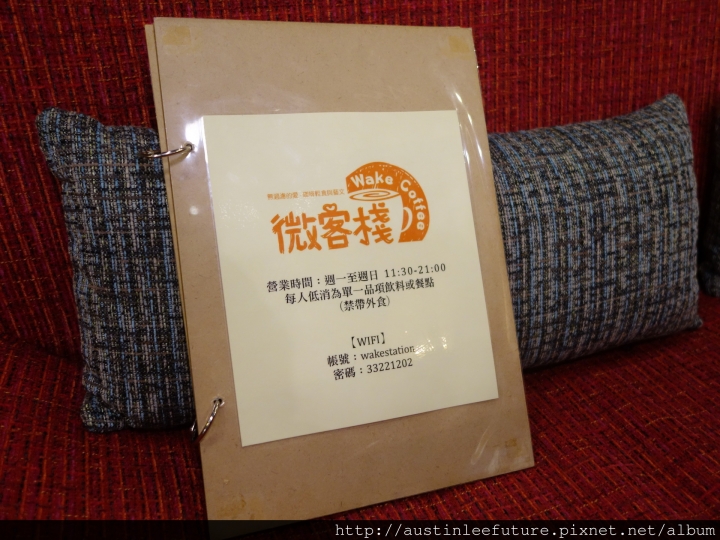 Wake Coffee
微客棧
營業時間：週一至週日 11:30-21:00
每人低消為單一品項飲料或餐點
（禁帶外食）
【WIFI】
帳號：wakestation
密碼：33221202
http://austinleefuture.pixnet.net/album